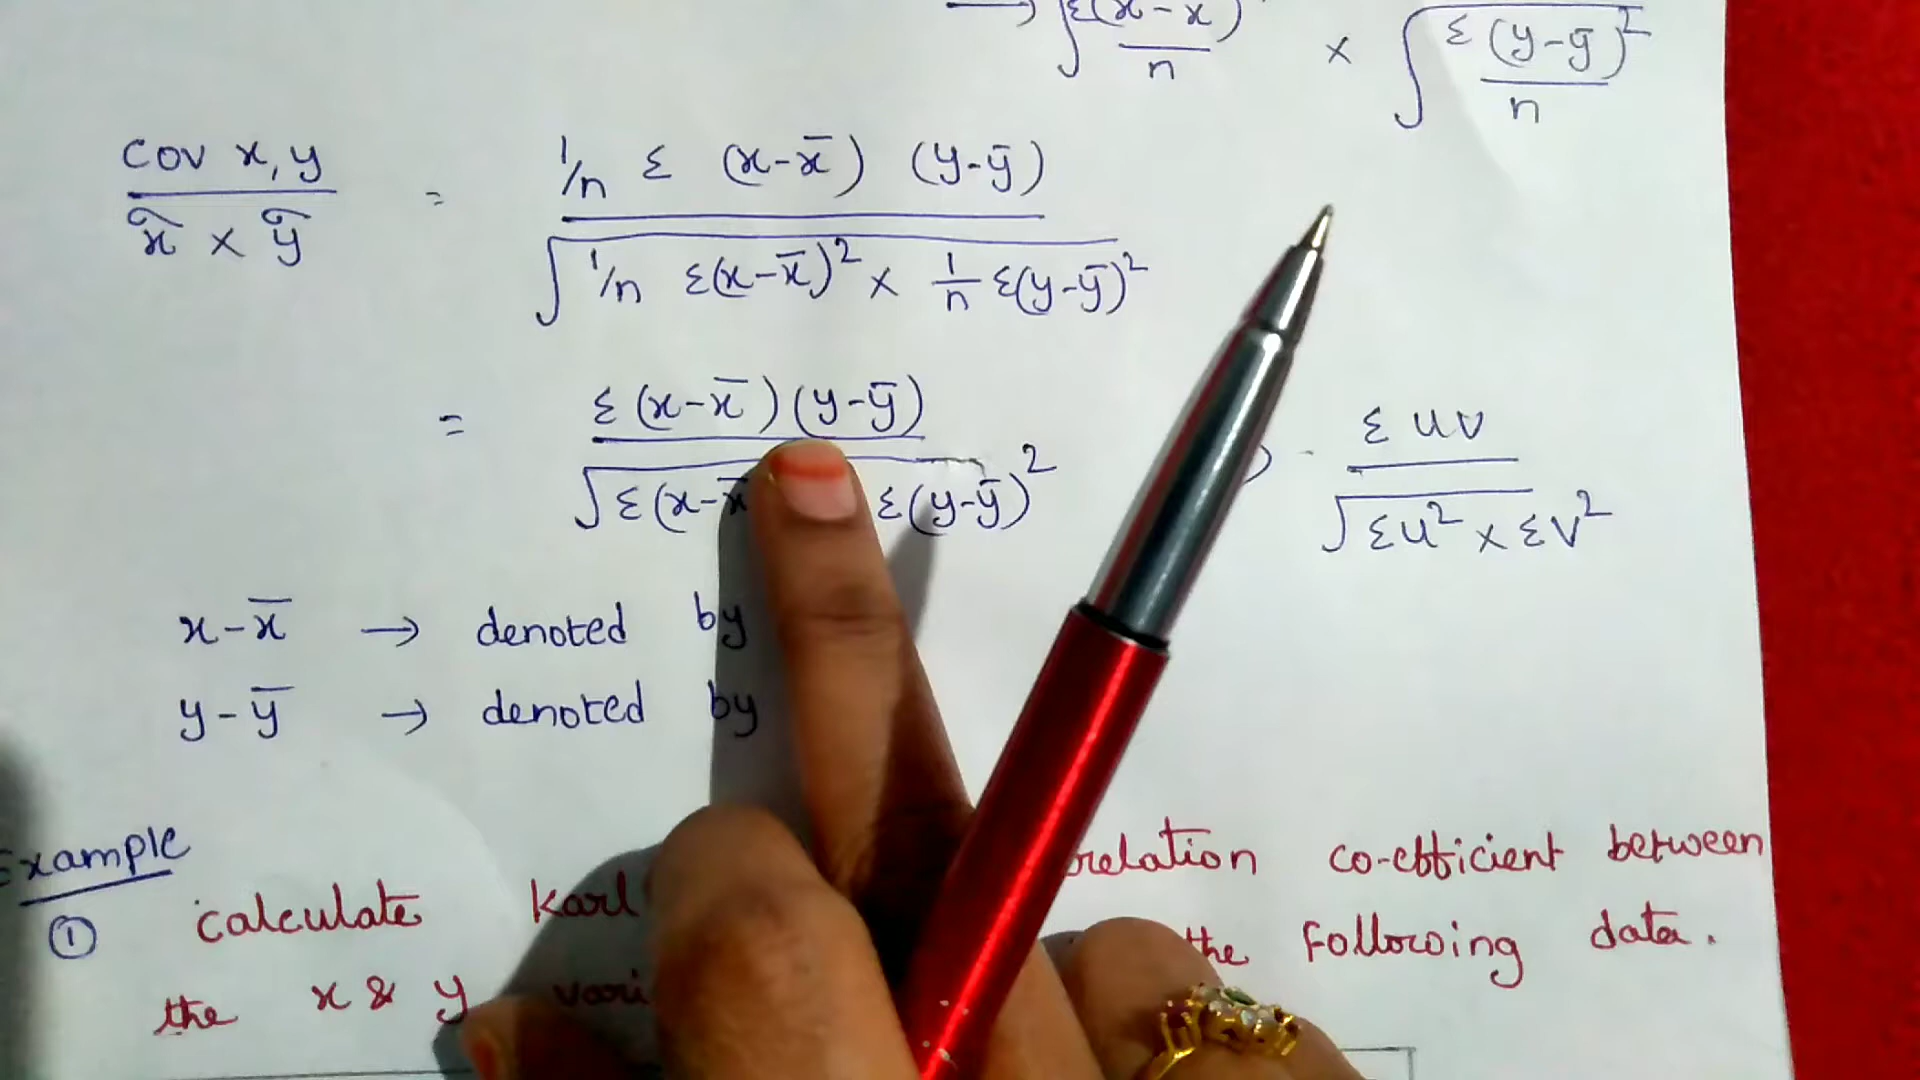 → √Σ(x-x̄) / n × √Σ(y-ȳ)² / n
cov x,y / σx × σy = 1/n Σ (x-x̄) (y-ȳ) / √1/n Σ(x-x̄)² × 1/n Σ(y-ȳ)²
= Σ(x-x̄)(y-ȳ) / √Σ(x-x̄ Σ(y-ȳ)² Σuv / √Σu² × Σv²
x-x̄ → denoted by
y-ȳ → denoted by
Example
① calculate karl relation co-efficient between
the x & y the following data.